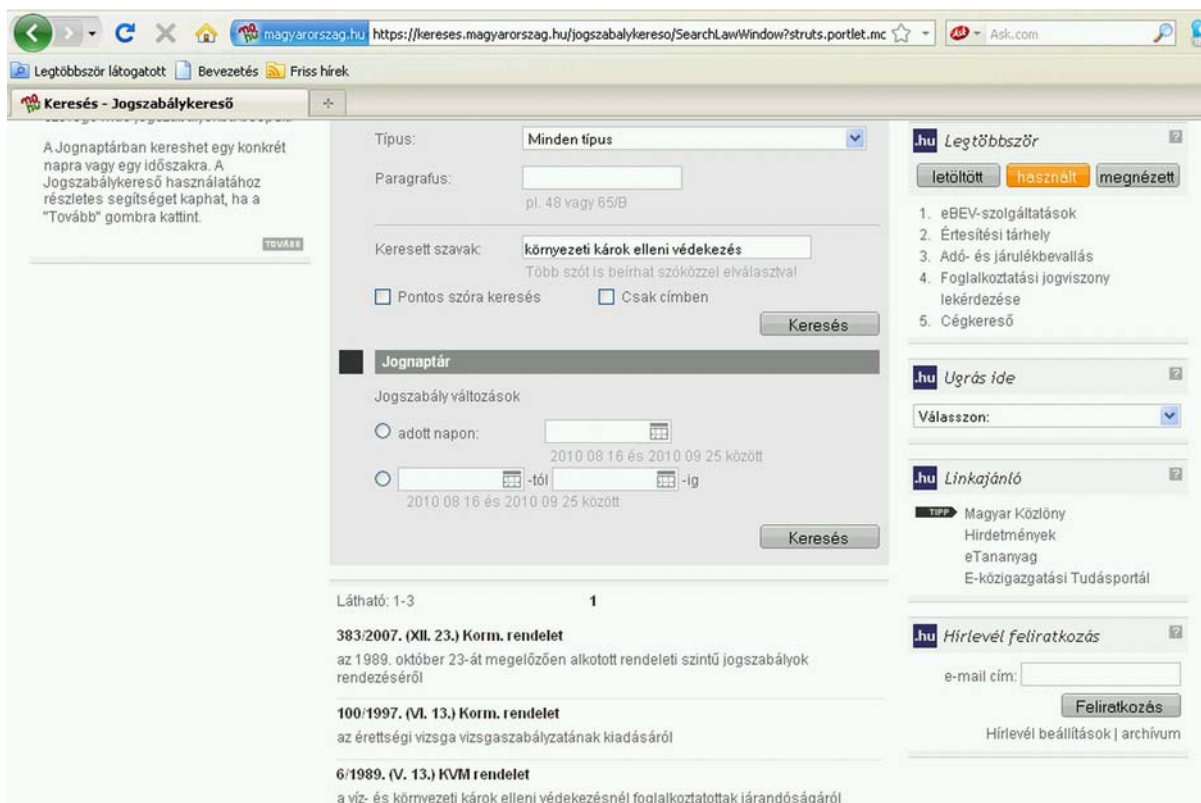 magyarorszag.hu https://kereses.magyarorszag.hu/jogszabalykereso/SearchLawWindow?struts.portlet.mc
Ask.com
Legtöbbször látogatott Bevezetés Friss hírek
Keresés - Jogszabálykereső
A Jognaptárban kereshet egy konkrét
napra vagy egy időszakra. A
Jogszabálykereső használatához
részletes segítséget kaphat, ha a
"Tovább" gombra kattint.
TOVÁBB
Típus: Minden típus
Paragrafus:
pl. 48 vagy 65/B
Keresett szavak: környezeti károk elleni védekezés
Több szót is beírhat szóközzel elválasztva!
Pontos szóra keresés Csak címben
Keresés
Jognaptár
Jogszabály változások
adott napon:
2010 08 16 és 2010 09 25 között
-tól -ig
2010 08 16 és 2010 09 25 között
Keresés
Látható: 1-3 1
383/2007. (XII. 23.) Korm. rendelet
az 1989. október 23-át megelőzően alkotott rendeleti szintű jogszabályok
rendezéséről
100/1997. (VI. 13.) Korm. rendelet
az érettségi vizsga vizsgaszabályzatának kiadásáról
6/1989. (V. 13.) KVM rendelet
a víz- és környezeti károk elleni védekezésnél foglalkoztatottak járandóságáról
.hu Legtöbbször
letöltött használt megnézett
1. eBEV-szolgáltatások
2. Értesítési tárhely
3. Adó- és járulékbevallás
4. Foglalkoztatási jogviszony
lekérdezése
5. Cégkereső
.hu Ugrás ide
Válasszon:
.hu Linkajánló
TIPP Magyar Közlöny
Hirdetmények
eTananyag
E-közigazgatási Tudásportál
.hu Hírlevél feliratkozás
e-mail cím:
Feliratkozás
Hírlevél beállítások | archívum